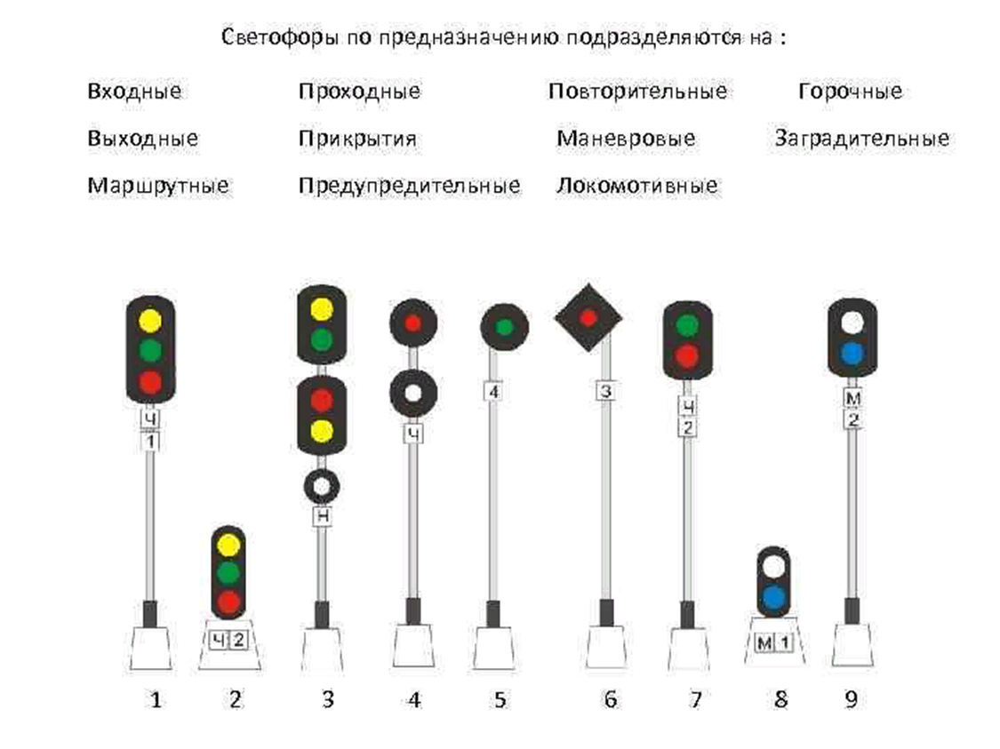 Светофоры по предназначению подразделяются на :
Входные Проходные Повторительные Горочные
Выходные Прикрытия Маневровые Заградительные
Маршрутные Предупредительные Локомотивные
Ч
1
Ч 2
Н
Ч
4
3
Ч
2
М 1
М
2
1 2 3 4 5 6 7 8 9